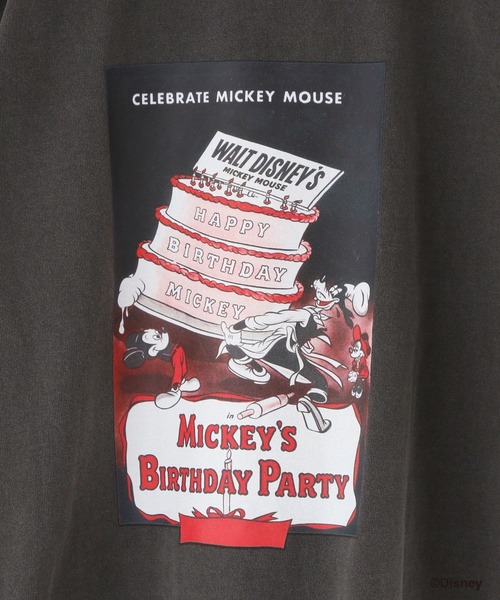 CELEBRATE MICKEY MOUSE
WALT DISNEY'S
MICKEY MOUSE
HAPPY
BIRTHDAY
MICKEY
in
MICKEY'S
BIRTHDAY PARTY
©Disney